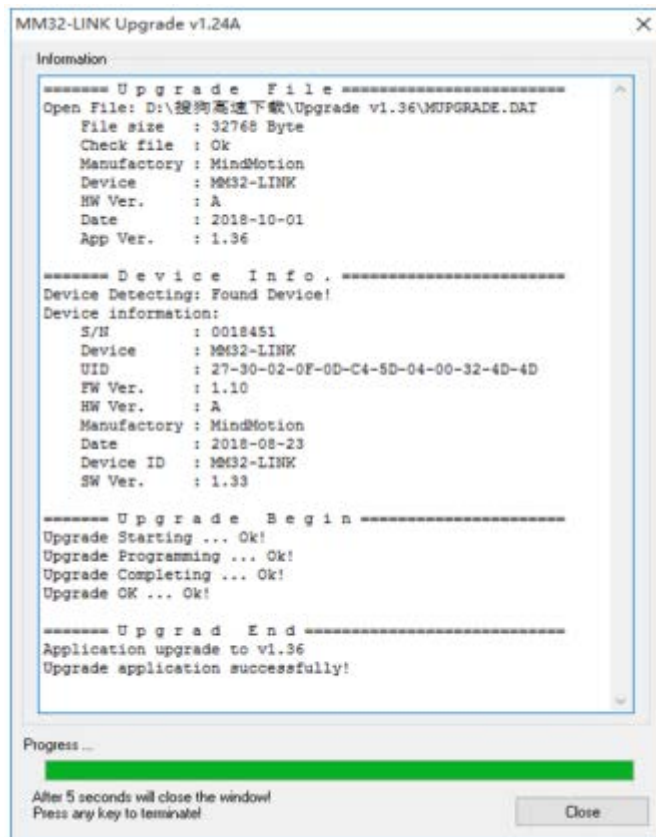 MM32-LINK Upgrade v1.24A
Information
======= U p g r a d e   F i l e ========================
Open File: D:\搜狗高速下载\Upgrade v1.36\MUPGRADE.DAT
File size : 32768 Byte
Check file : Ok
Manufactory : MindMotion
Device : MM32-LINK
HW Ver. : A
Date : 2018-10-01
App Ver. : 1.36
======= D e v i c e   I n f o . ========================
Device Detecting: Found Device!
Device information:
S/N : 0018451
Device : MM32-LINK
UID : 27-30-02-0F-0D-C4-5D-04-00-32-4D-4D
FW Ver. : 1.10
HW Ver. : A
Manufactory : MindMotion
Date : 2018-08-23
Device ID : MM32-LINK
SW Ver. : 1.33
======= U p g r a d e   B e g i n ======================
Upgrade Starting ... Ok!
Upgrade Programming ... Ok!
Upgrade Completing ... Ok!
Upgrade OK ... Ok!
======= U p g r a d   E n d ============================
Application upgrade to v1.36
Upgrade application successfully!
Progress ...
After 5 seconds will close the window!
Press any key to terminate!
Close